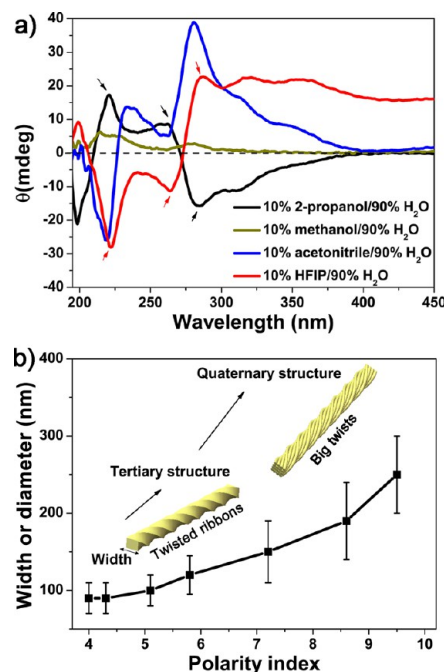 a)
40
30
20
10
0
-10
-20
-30
θ(mdeg)
10% 2-propanol/90% H₂O
10% methanol/90% H₂O
10% acetonitrile/90% H₂O
10% HFIP/90% H₂O
200 250 300 350 400 450
Wavelength (nm)
b)
400
300
200
100
Width or diameter (nm)
Quaternary structure
Big twists
Tertiary structure
Width
Twisted ribbons
4 5 6 7 8 9 10
Polarity index